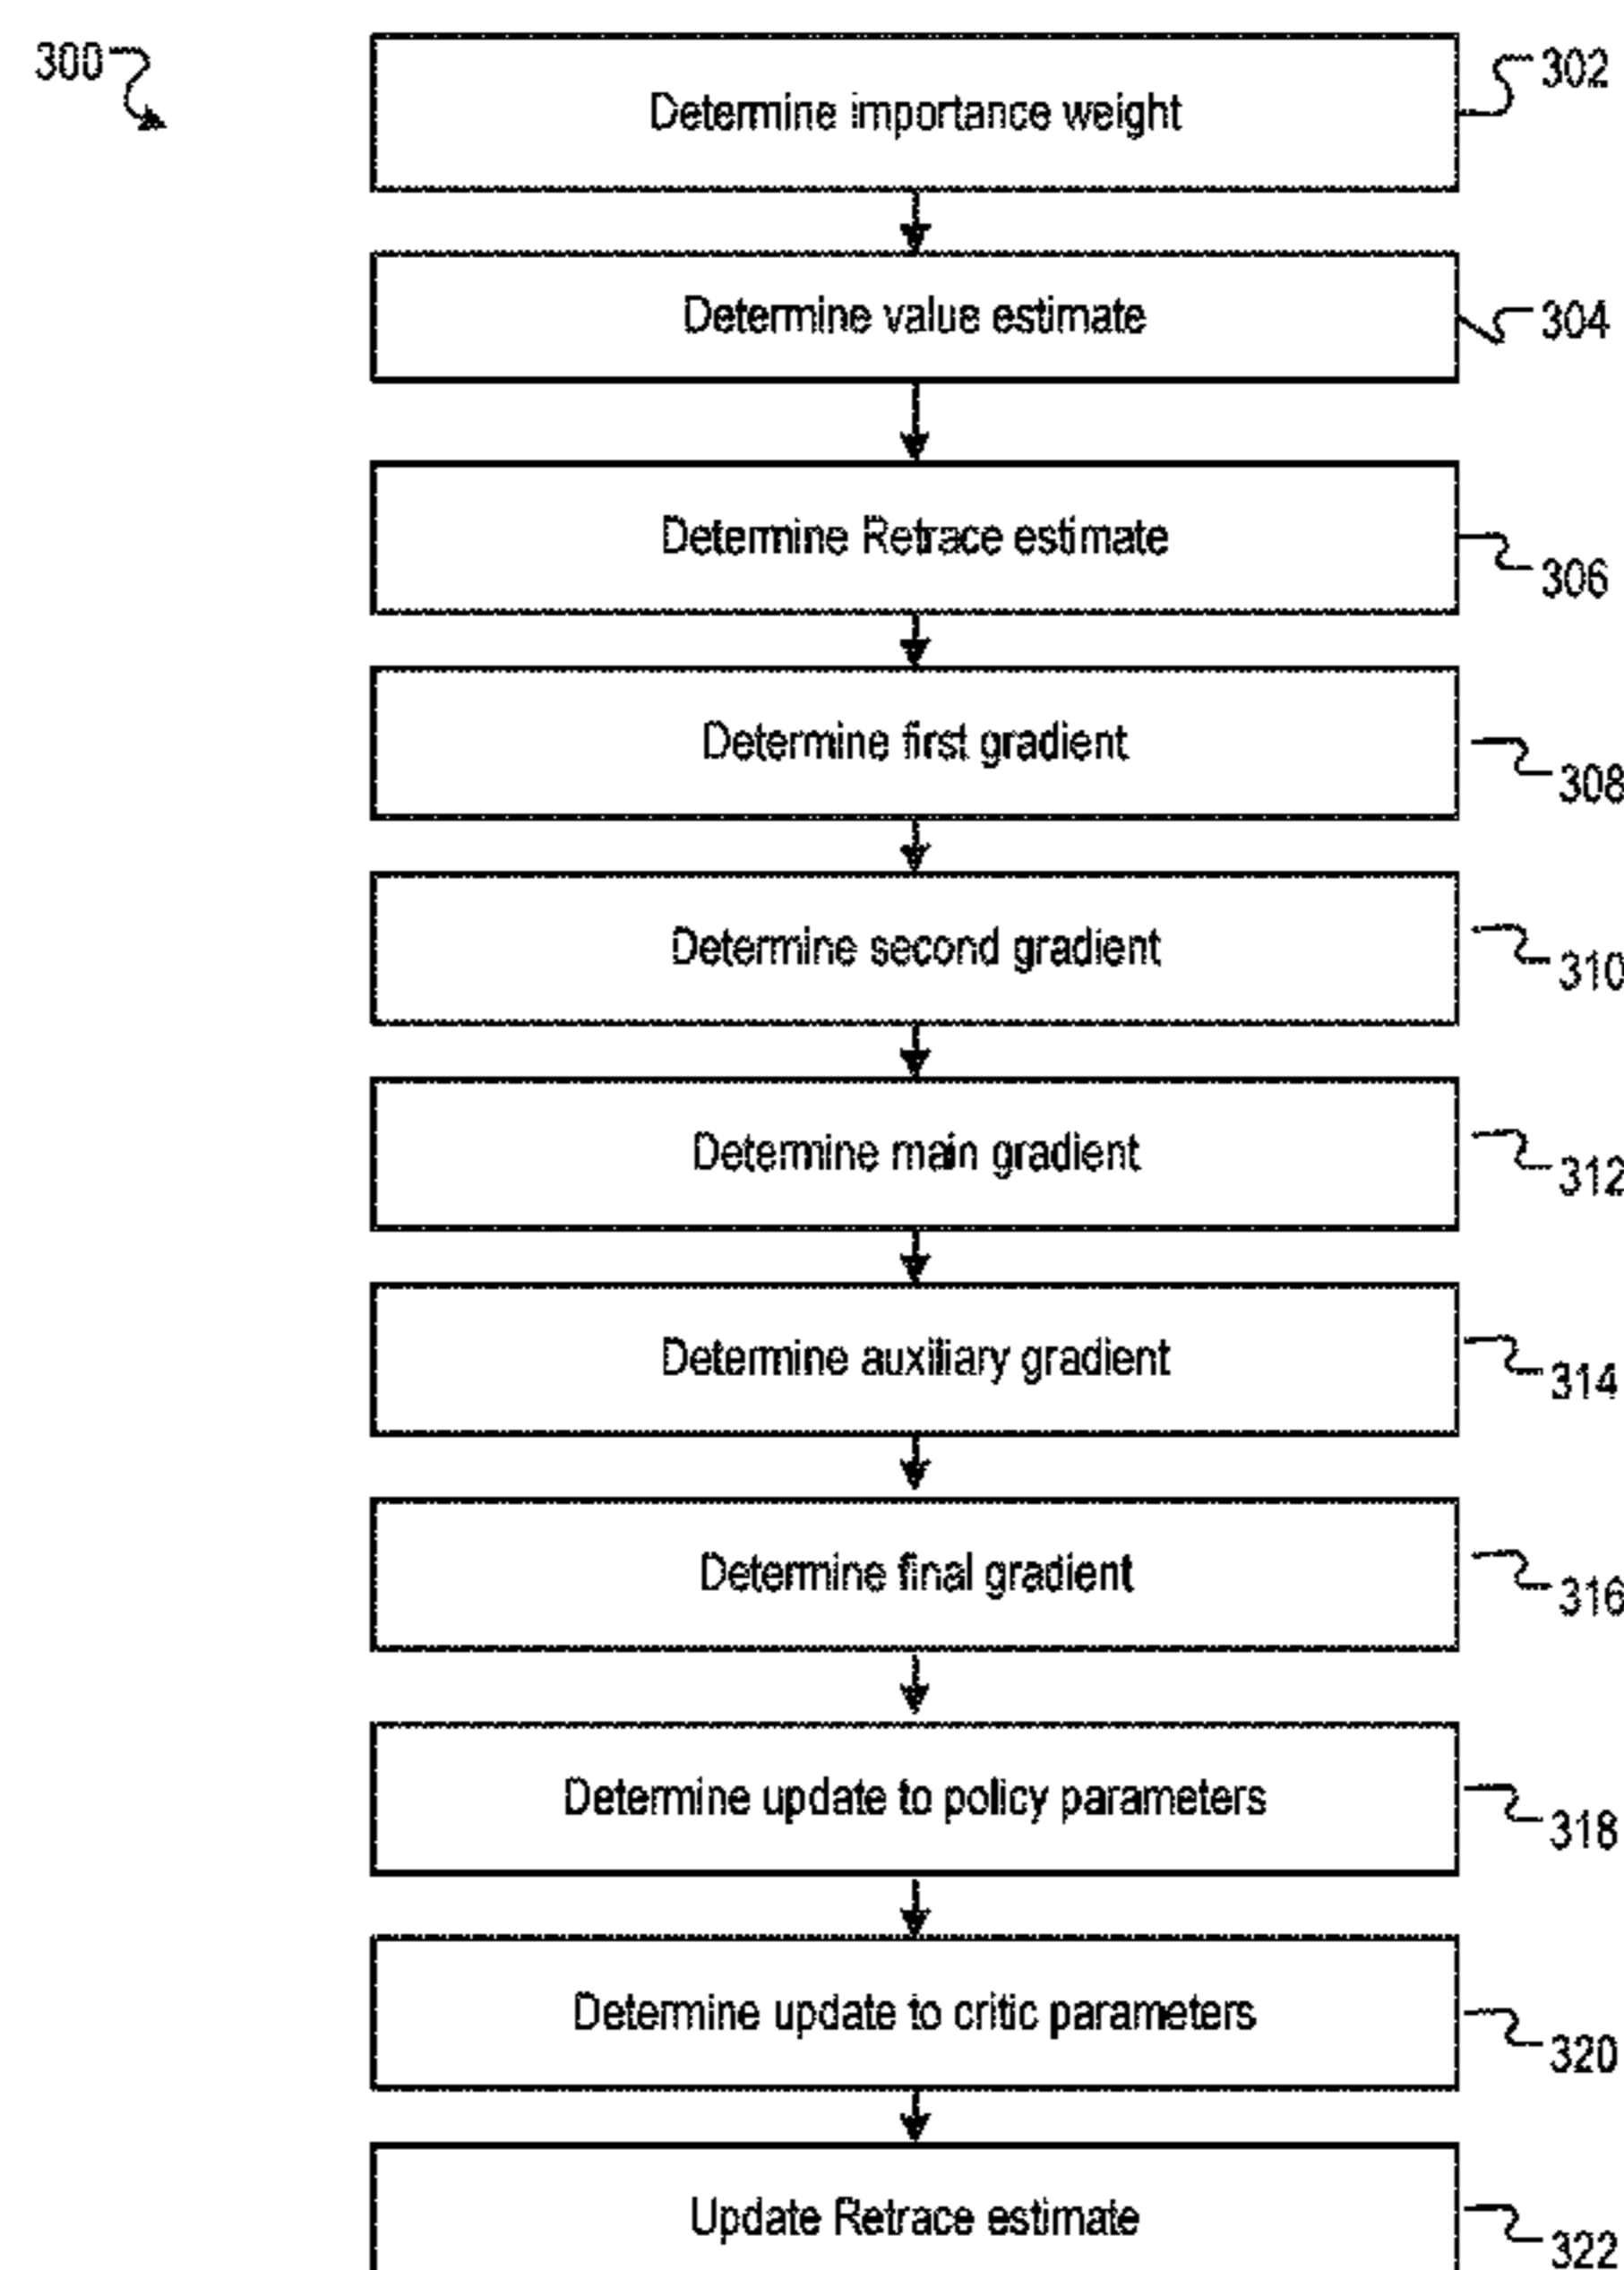 300
Determine importance weight
302
Determine value estimate
304
Determine Retrace estimate
306
Determine first gradient
308
Determine second gradient
310
Determine main gradient
312
Determine auxiliary gradient
314
Determine final gradient
316
Determine update to policy parameters
318
Determine update to critic parameters
320
Update Retrace estimate
322